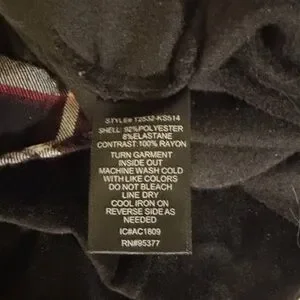 STYLE# T2532-KS514
SHELL: 92%POLYESTER
8%ELASTANE
CONTRAST:100% RAYON
TURN GARMENT
INSIDE OUT
MACHINE WASH COLD
WITH LIKE COLORS
DO NOT BLEACH
LINE DRY
COOL IRON ON
REVERSE SIDE AS
NEEDED
IC#AC1809
RN#95377